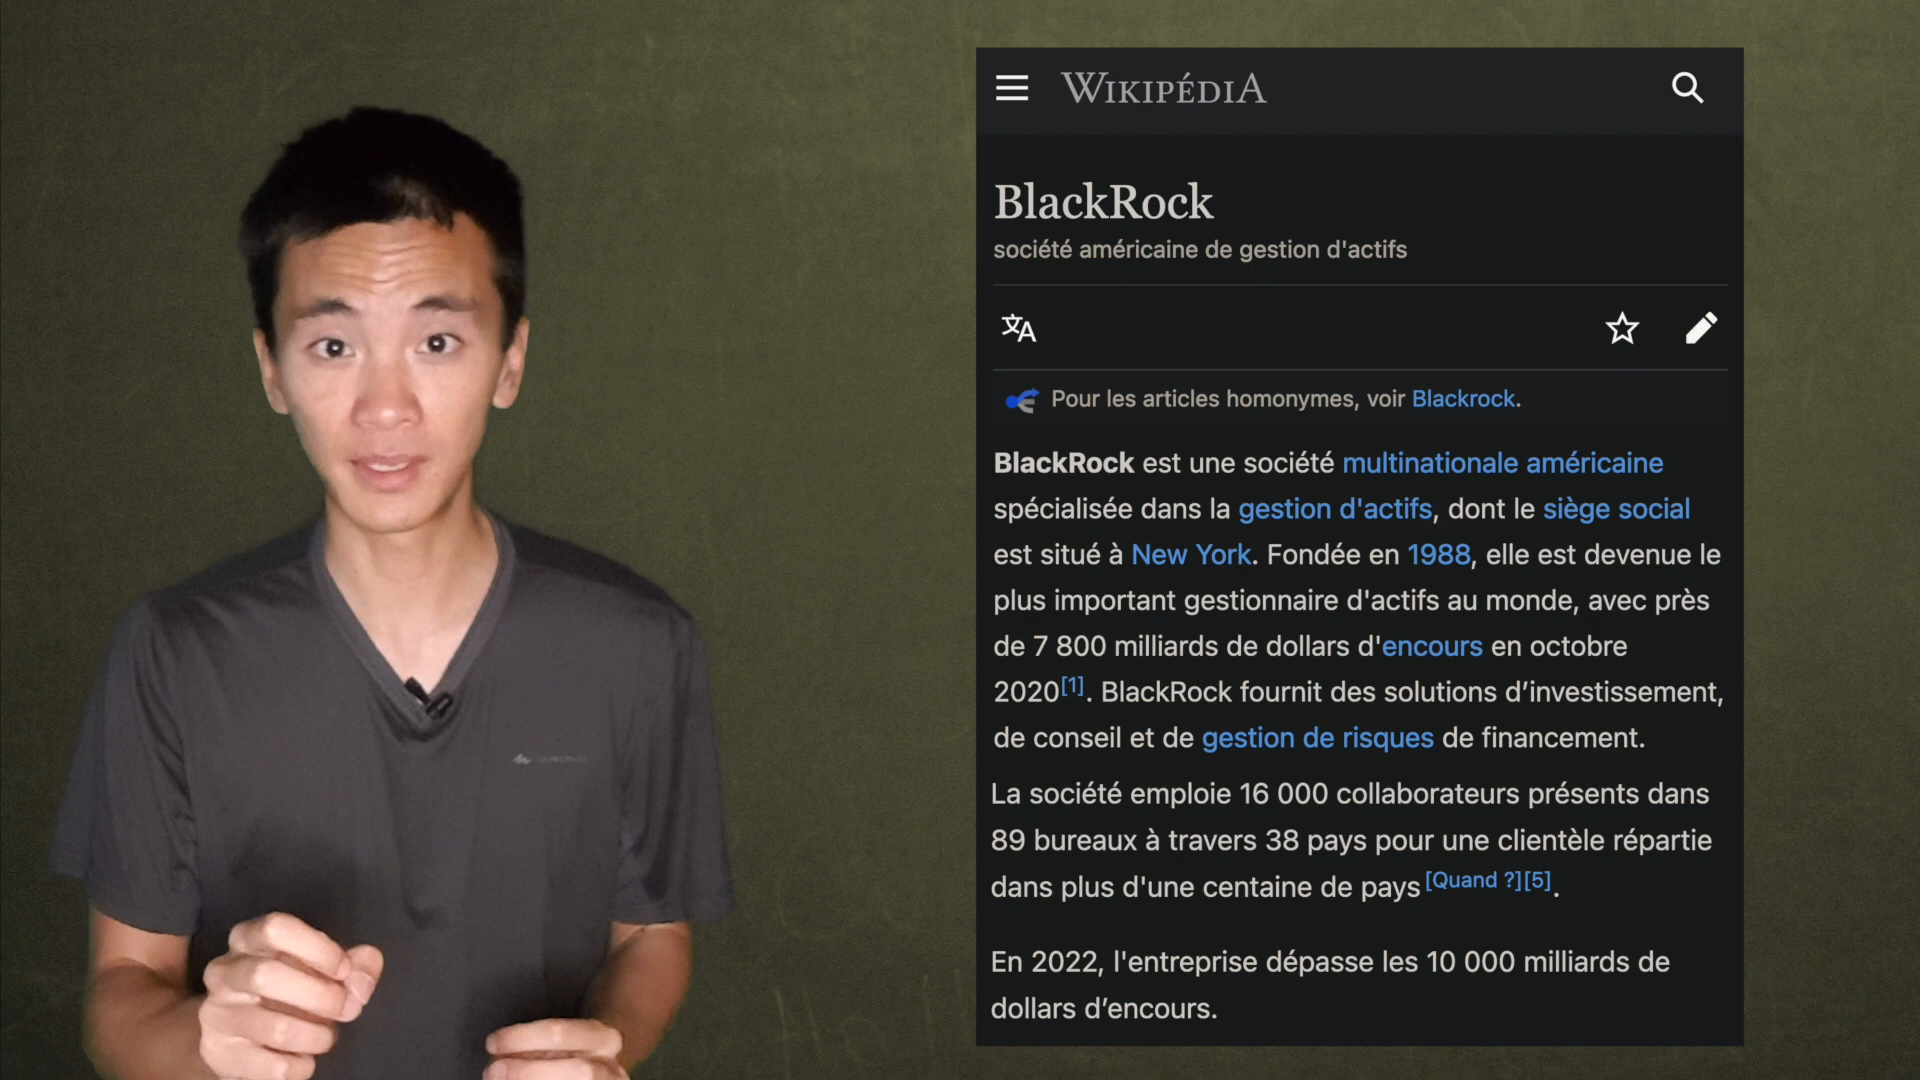 WIKIPÉDIA
BlackRock
société américaine de gestion d'actifs
Pour les articles homonymes, voir Blackrock.
BlackRock est une société multinationale américaine
spécialisée dans la gestion d'actifs, dont le siège social
est situé à New York. Fondée en 1988, elle est devenue le
plus important gestionnaire d'actifs au monde, avec près
de 7 800 milliards de dollars d'encours en octobre
2020[1]. BlackRock fournit des solutions d’investissement,
de conseil et de gestion de risques de financement.
La société emploie 16 000 collaborateurs présents dans
89 bureaux à travers 38 pays pour une clientèle répartie
dans plus d'une centaine de pays[Quand ?][5].
En 2022, l'entreprise dépasse les 10 000 milliards de
dollars d’encours.